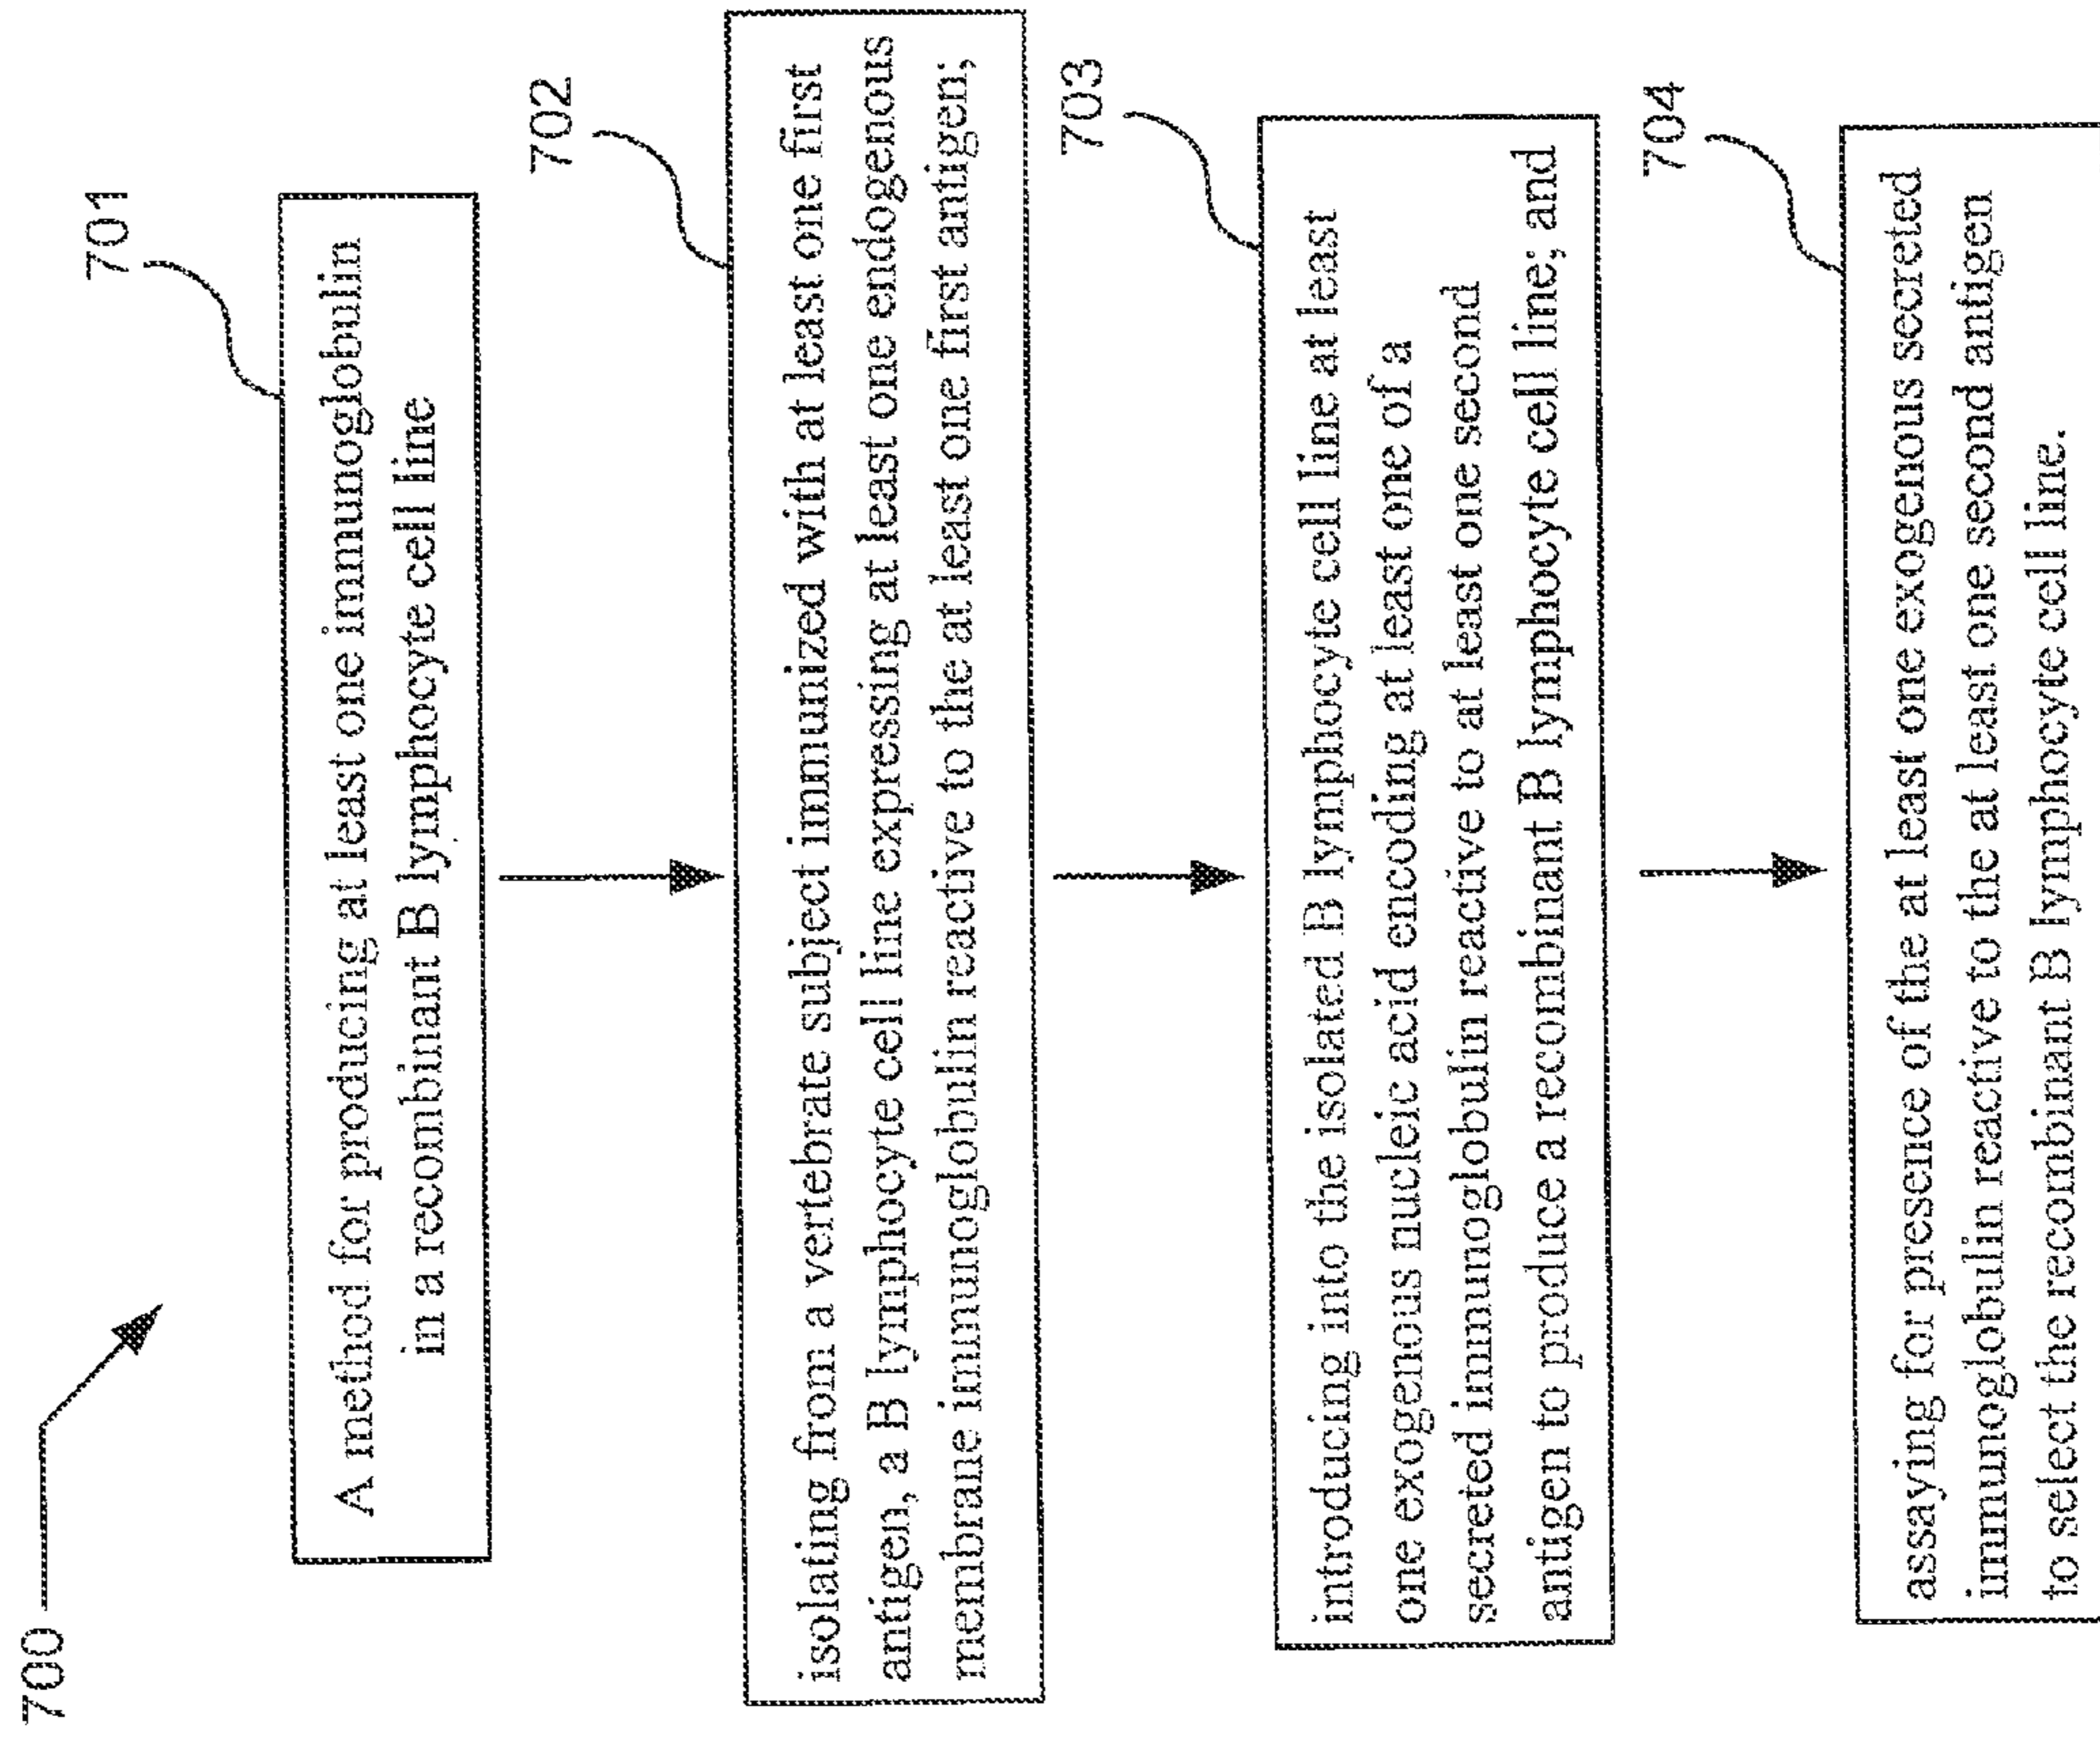 700
701
A method for producing at least one immunoglobulin
in a recombinant B lymphocyte cell line
702
isolating from a vertebrate subject immunized with at least one first
antigen, a B lymphocyte cell line expressing at least one endogenous
membrane immunoglobulin reactive to the at least one first antigen;
703
introducing into the isolated B lymphocyte cell line at least
one exogenous nucleic acid encoding at least one of a
secreted immunoglobulin reactive to at least one second
antigen to produce a recombinant B lymphocyte cell line; and
704
assaying for presence of the at least one exogenous secreted
immunoglobulin reactive to the at least one second antigen
to select the recombinant B lymphocyte cell line.